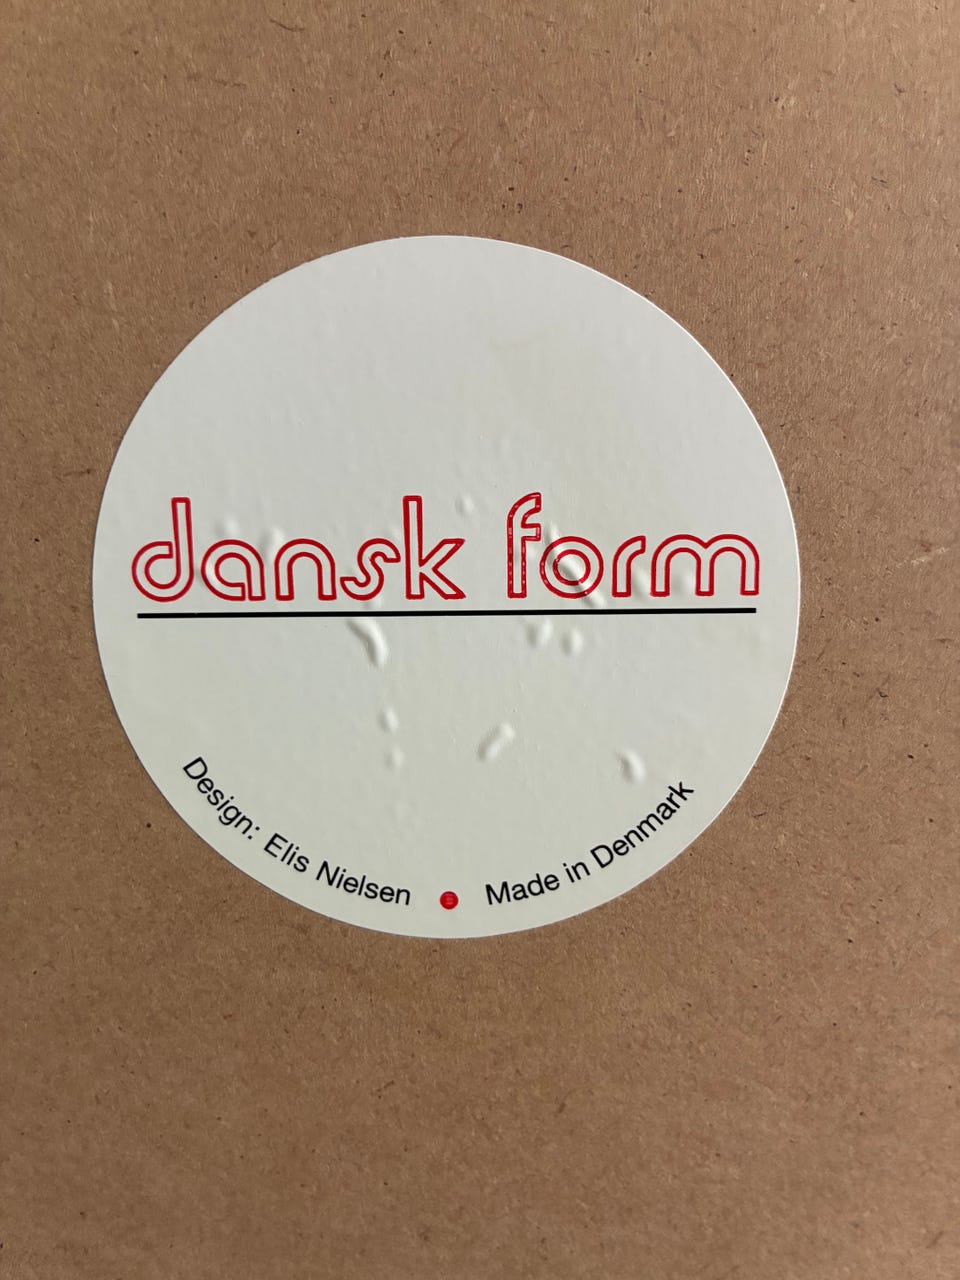 dansk form
Design: Elis Nielsen
Made in Denmark